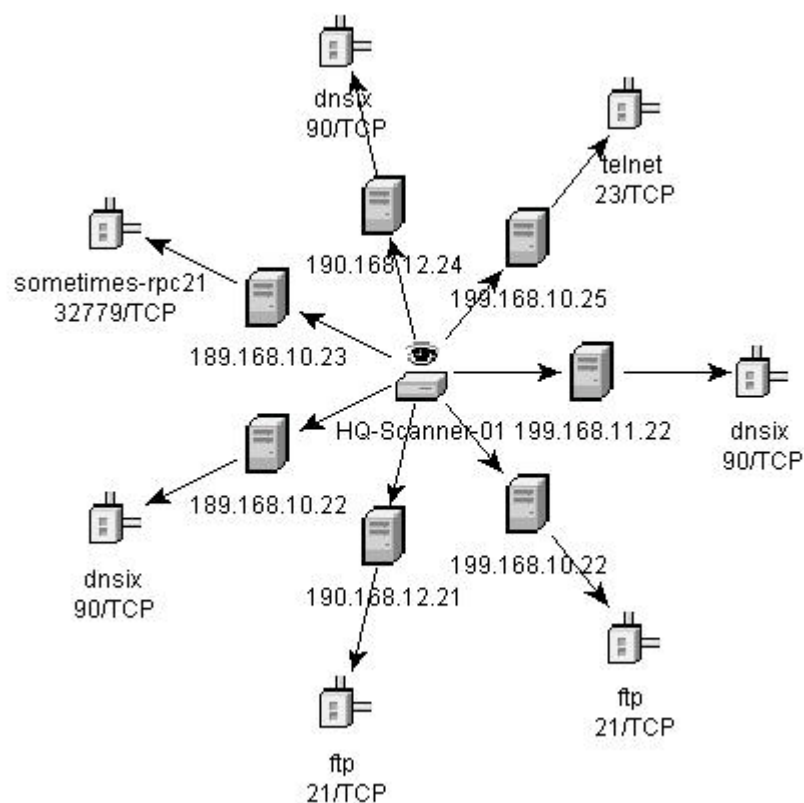 dnsix
90/TCP
telnet
23/TCP
190.168.12.24
199.168.10.25
sometimes-rpc21
32779/TCP
189.168.10.23
HQ-Scanner-01
199.168.11.22
dnsix
90/TCP
189.168.10.22
199.168.10.22
dnsix
90/TCP
190.168.12.21
ftp
21/TCP
ftp
21/TCP